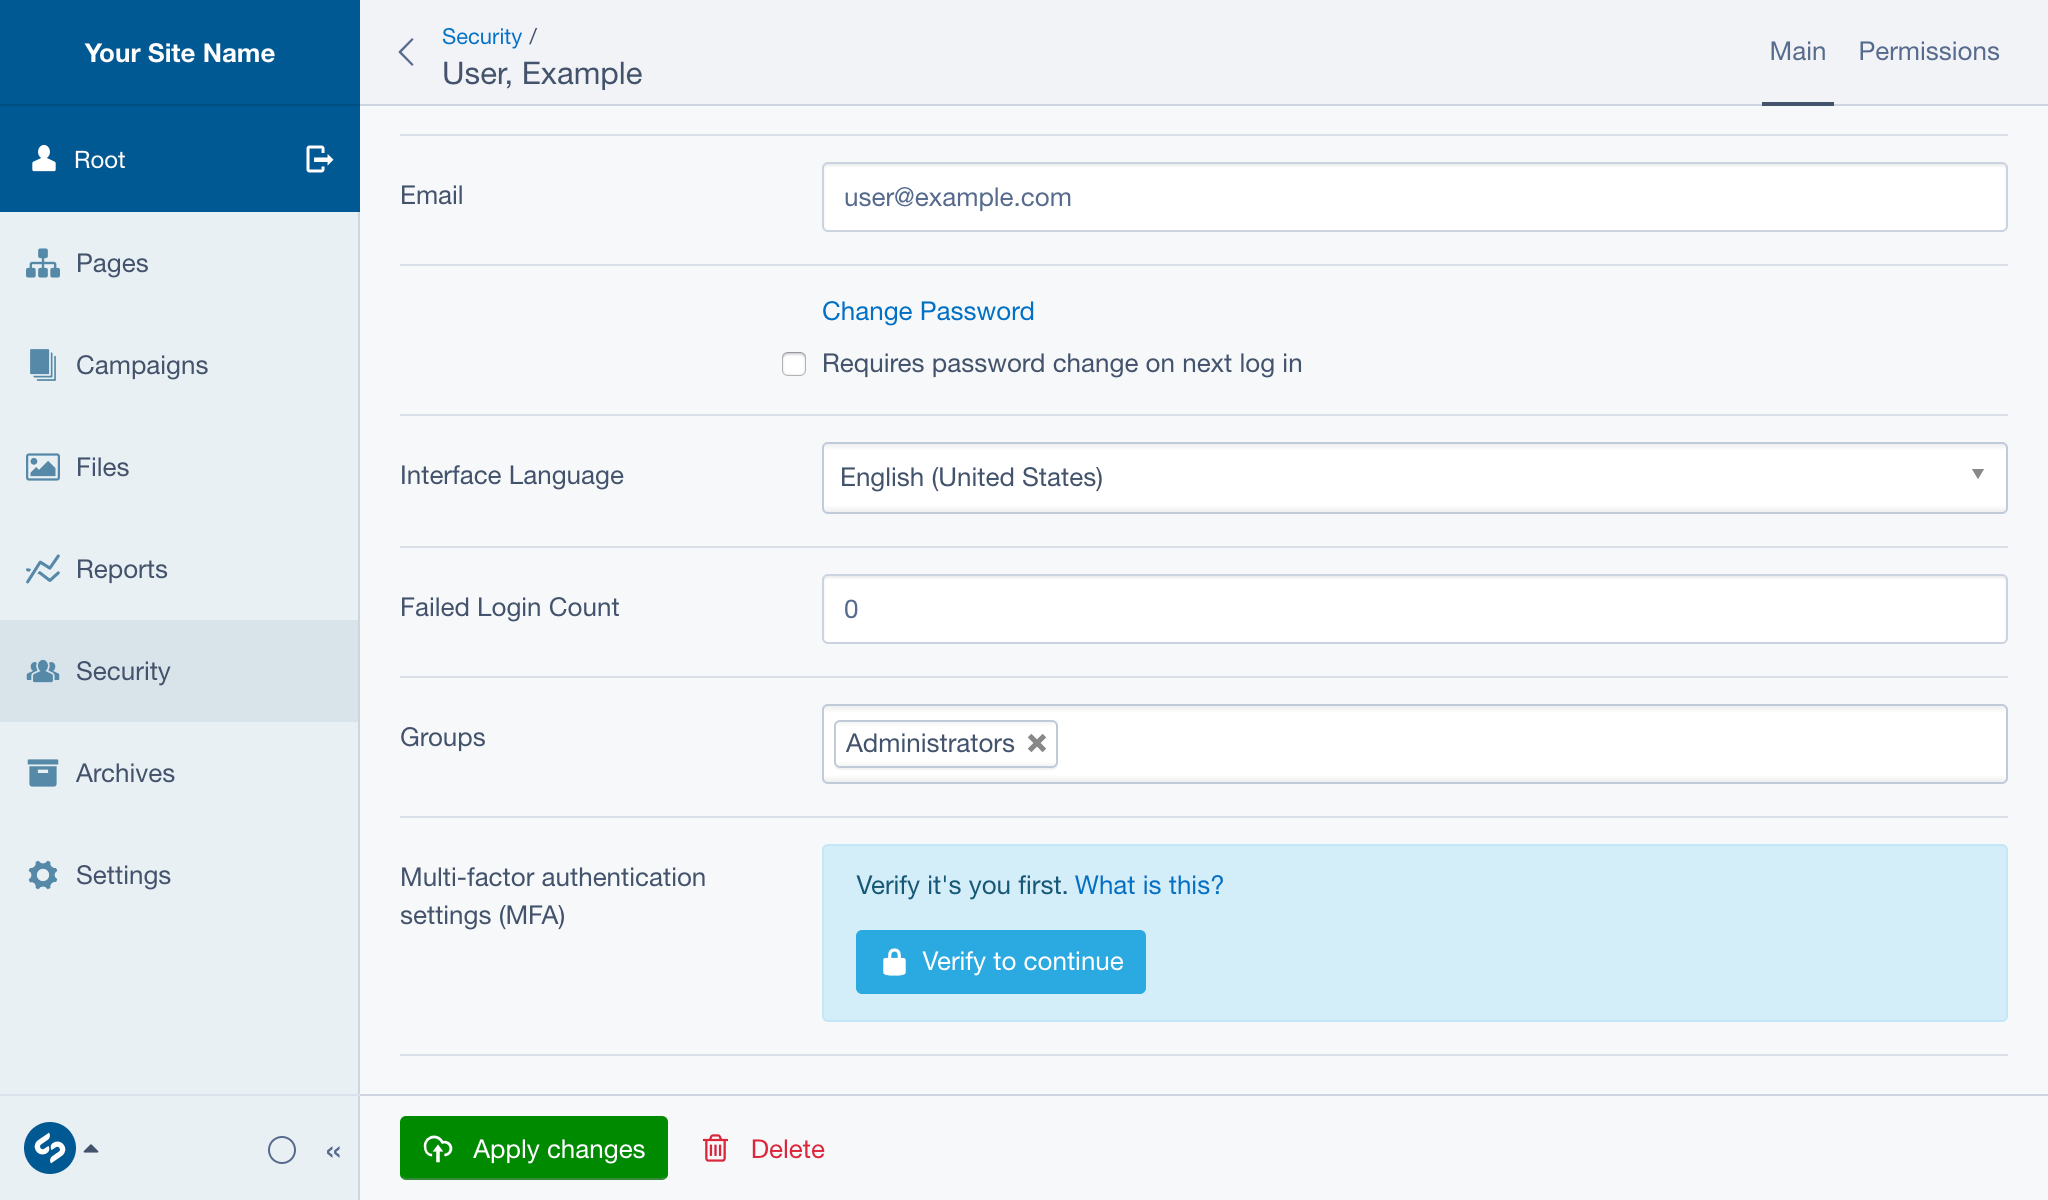 Your Site Name
Root
Pages
Campaigns
Files
Reports
Security
Archives
Settings
«
Security /
User, Example
Main
Permissions
Email
user@example.com
Change Password
Requires password change on next log in
Interface Language
English (United States)
Failed Login Count
0
Groups
Administrators
Multi-factor authentication
settings (MFA)
Verify it's you first. What is this?
Verify to continue
Apply changes
Delete